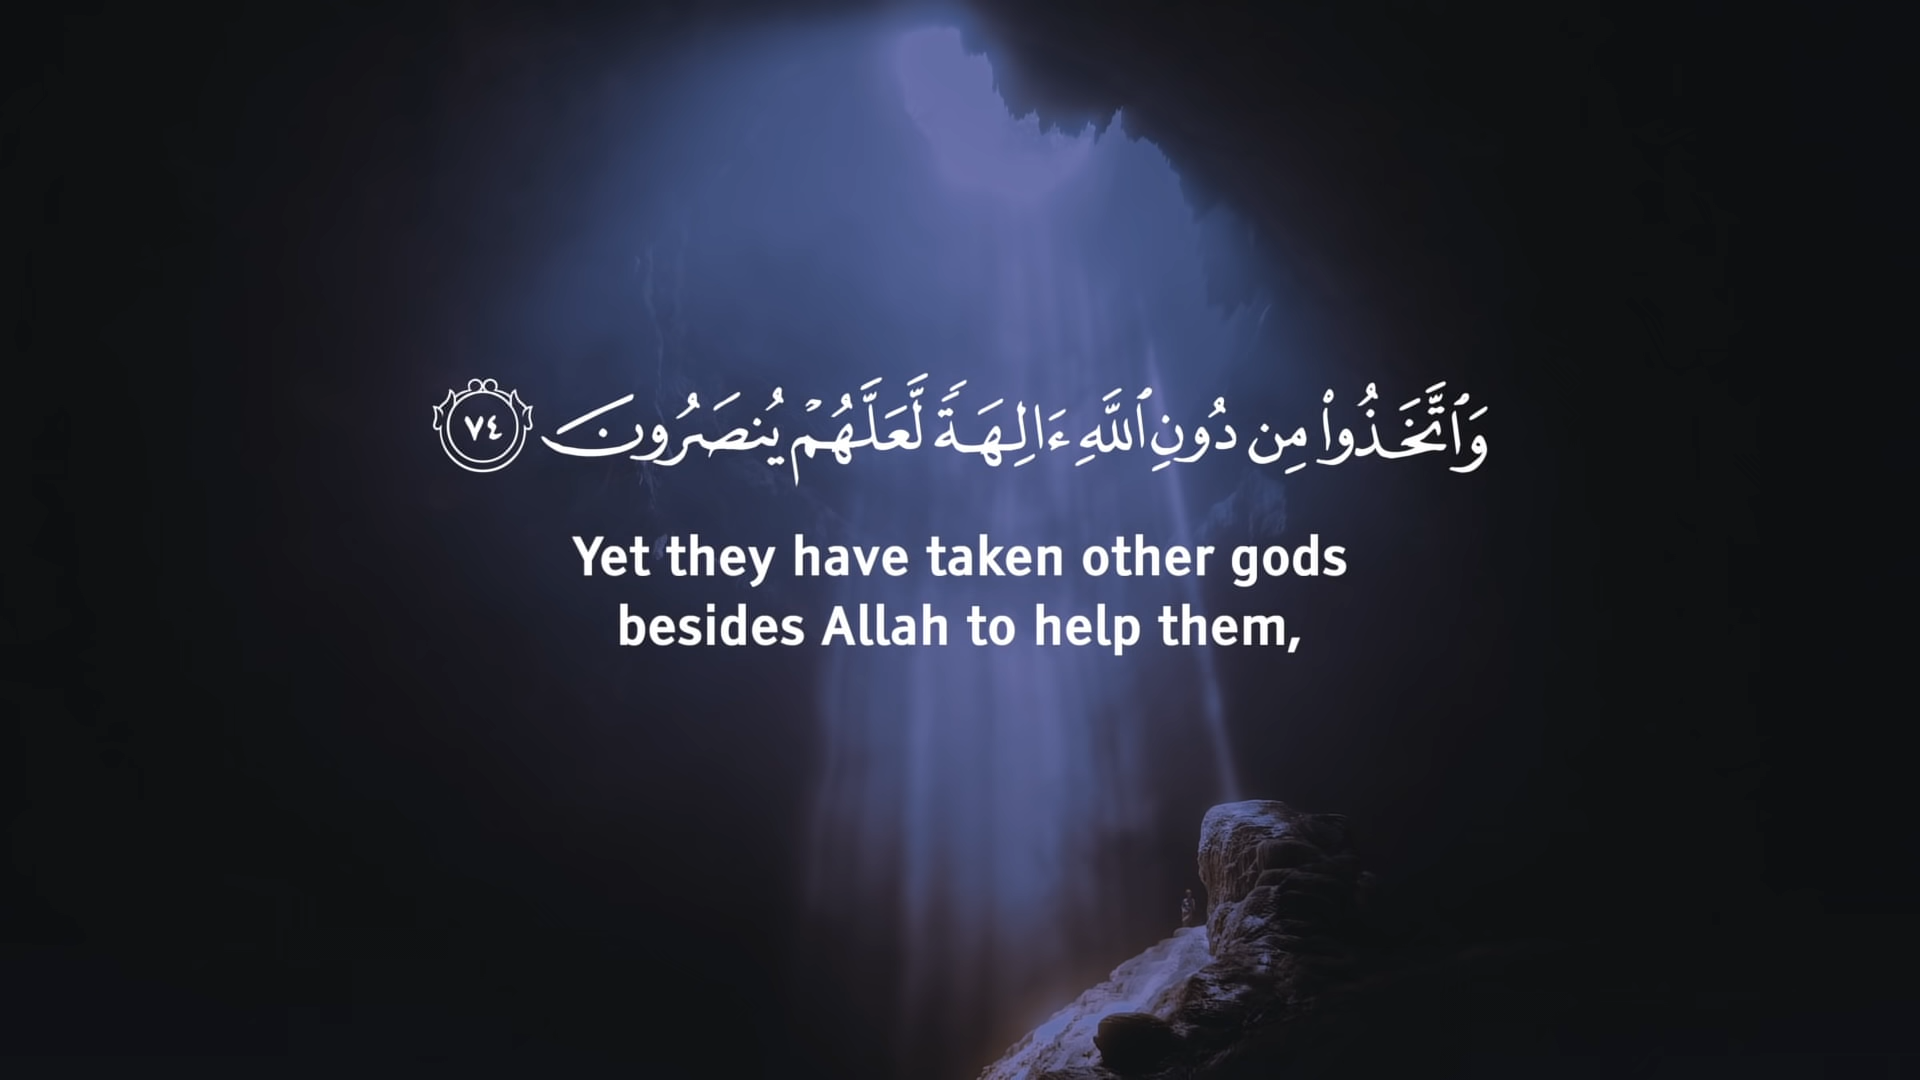 وَٱتَّخَذُوا۟ مِن دُونِ ٱللَّهِ ءَالِهَةً لَّعَلَّهُمْ يُنصَرُونَ ٧٤
Yet they have taken other gods
besides Allah to help them,